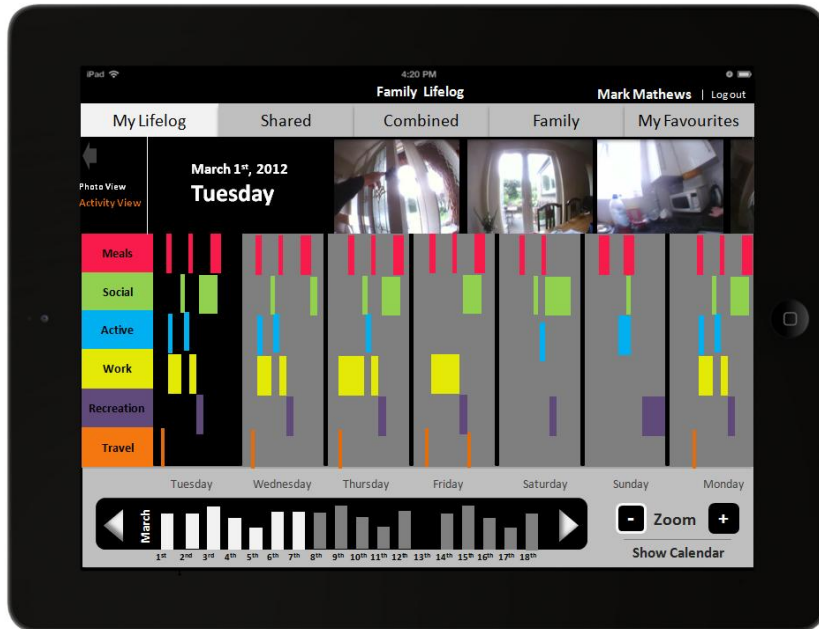 iPad 4:20 PM
Family Lifelog
Mark Mathews | Log out
My Lifelog Shared Combined Family My Favourites
March 1st, 2012
Tuesday
Photo View
Activity View
Meals
Social
Active
Work
Recreation
Travel
Tuesday Wednesday Thursday Friday Saturday Sunday Monday
March
1st 2nd 3rd 4th 5th 6th 7th 8th 9th 10th 11th 12th 13th 14th 15th 16th 17th 18th
- Zoom +
Show Calendar